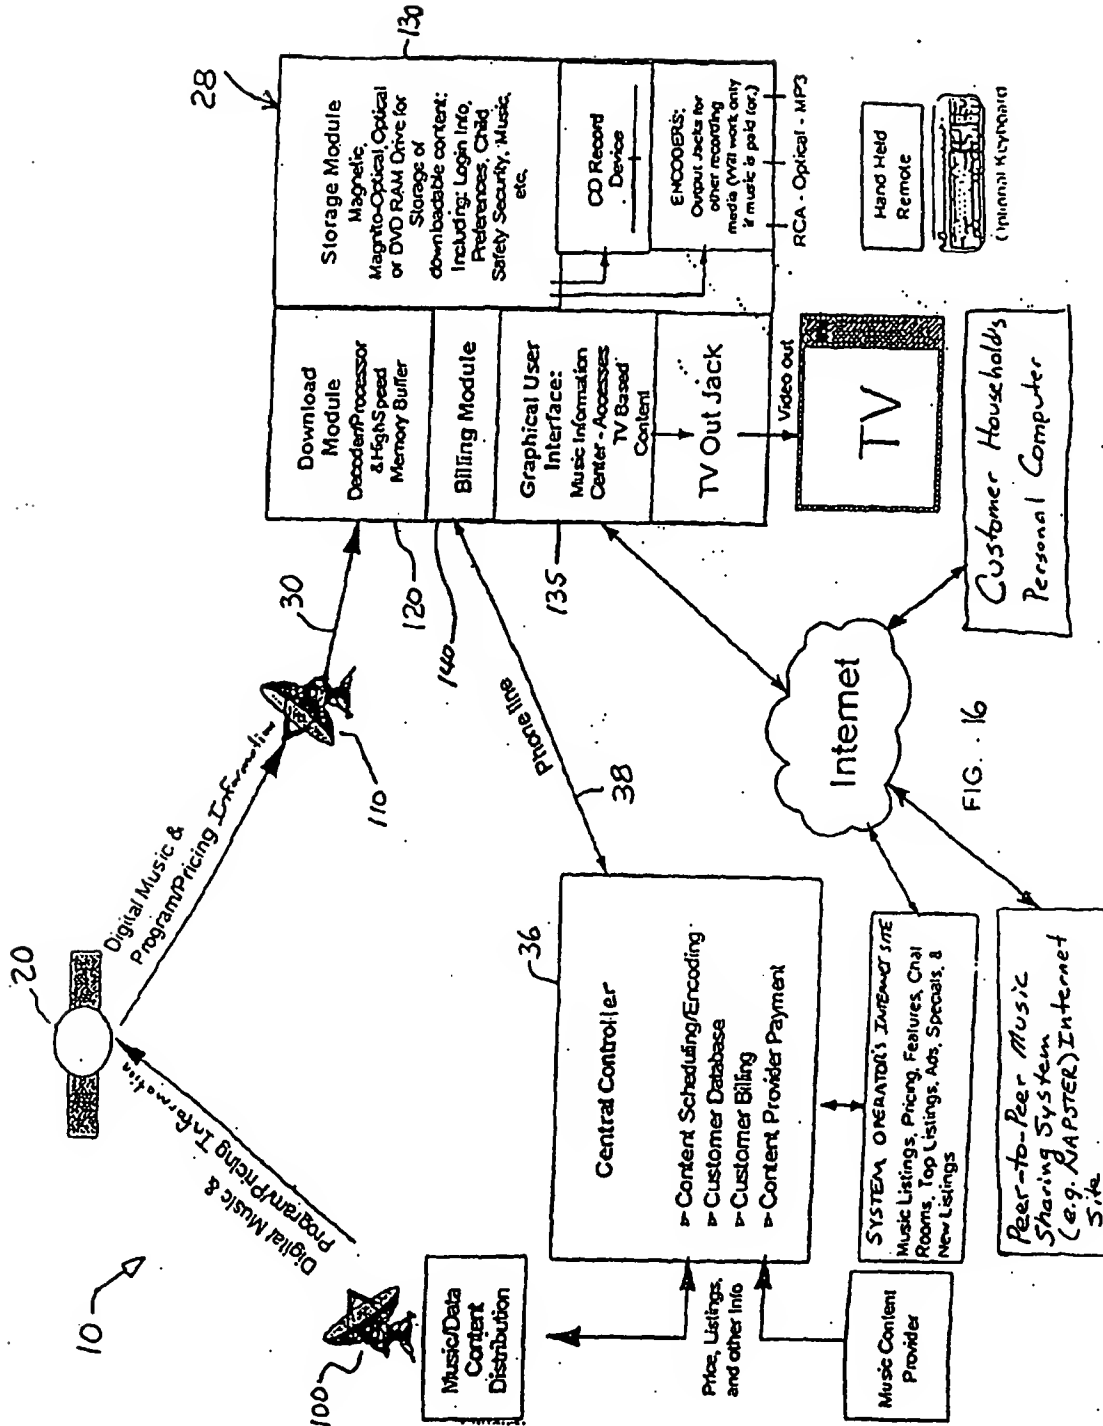 10
20
Digital Music &
Program/Pricing Information
Digital Music &
Program/Pricing Information
100
110
30
Music/Data
Content
Distribution
Price, Listings,
and other Info
Music Content
Provider
36
Central Controller
▹ Content Scheduling/Encoding
▹ Customer Database
▹ Customer Billing
▹ Content Provider Payment
Phone line
38
SYSTEM OPERATOR'S INTERNET SITE
Music Listings, Pricing, Features, Chat
Rooms, Top Listings, Ads, Specials, &
New Listings
Peer-to-Peer Music
Sharing System
(e.g. NAPSTER) Internet
Site
Internet
FIG. 16
28
130
Download
Module
Decoder/Processor
& High Speed
Memory Buffer
120
140
Billing Module
Graphical User
Interface:
Music Information
Center - Accesses
TV Based
Content
135
TV Out Jack
Video out
TV
Storage Module
Magnetic,
Magnito-Optical, Optical
or DVD RAM Drive for
Storage of
downloadable content:
Including: Login Info,
Preferences, Child
Safety Security, Music,
etc.
CD Record
Device
ENCODERS:
Output Jacks for
other recording
media (Will work only
if music is paid for.)
RCA - Optical - MP3
Hand Held
Remote
(Optional Keyboard)
Customer Household's
Personal Computer